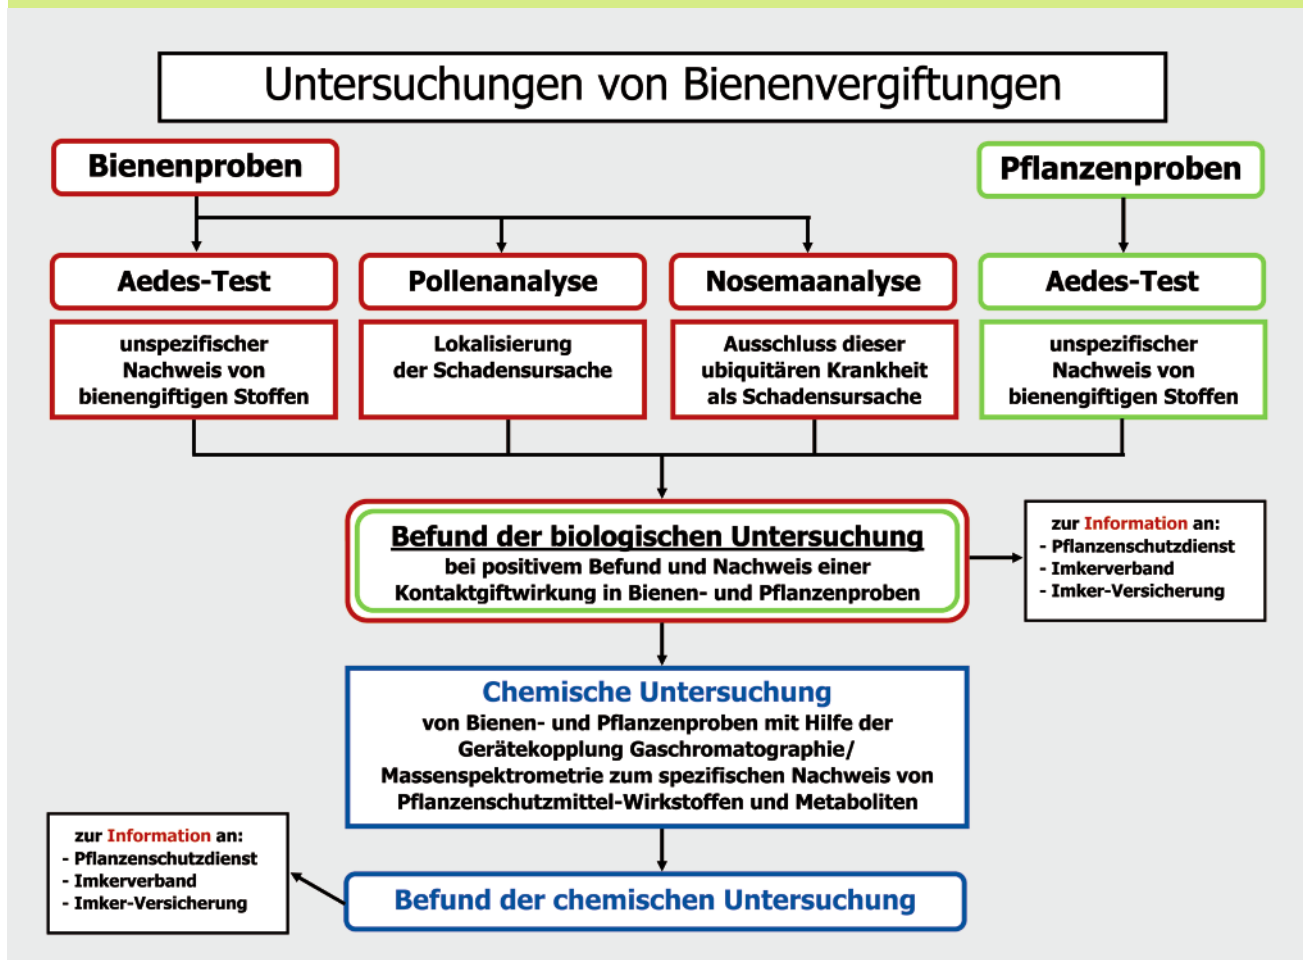 Untersuchungen von Bienenvergiftungen
Bienenproben
Pflanzenproben
Aedes-Test
Pollenanalyse
Nosemaanalyse
Aedes-Test
unspezifischer
Nachweis von
bienengiftigen Stoffen
Lokalisierung
der Schadensursache
Ausschluss dieser
ubiquitären Krankheit
als Schadensursache
unspezifischer
Nachweis von
bienengiftigen Stoffen
Befund der biologischen Untersuchung
bei positivem Befund und Nachweis einer
Kontaktgiftwirkung in Bienen- und Pflanzenproben
zur Information an:
- Pflanzenschutzdienst
- Imkerverband
- Imker-Versicherung
Chemische Untersuchung
von Bienen- und Pflanzenproben mit Hilfe der
Gerätekopplung Gaschromatographie/
Massenspektrometrie zum spezifischen Nachweis von
Pflanzenschutzmittel-Wirkstoffen und Metaboliten
zur Information an:
- Pflanzenschutzdienst
- Imkerverband
- Imker-Versicherung
Befund der chemischen Untersuchung